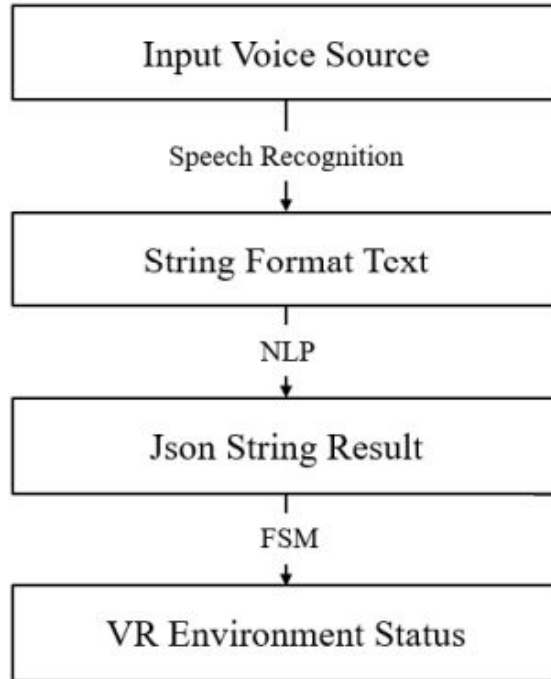 Input Voice Source
Speech Recognition
String Format Text
NLP
Json String Result
FSM
VR Environment Status